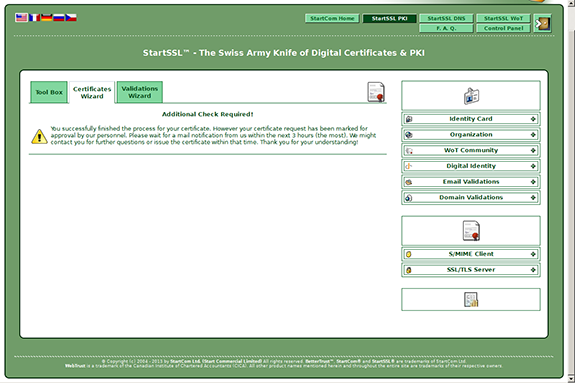 StartCom Home
StartSSL PKI
StartSSL DNS
StartSSL WoT
F. A. Q.
Control Panel
StartSSL™ - The Swiss Army Knife of Digital Certificates & PKI
Tool Box
Certificates
Wizard
Validations
Wizard
Additional Check Required!
You successfully finished the process for your certificate. However your certificate request has been marked for
approval by our personnel. Please wait for a mail notification from us within the next 3 hours (the most). We might
contact you for further questions or issue the certificate within that time. Thank you for your understanding!
Identity Card
Organization
WoT Community
Digital Identity
Email Validations
Domain Validations
S/MIME Client
SSL/TLS Server
© Copyright (c) 2004 - 2013 by StartCom Ltd. (Start Commercial Limited) All rights reserved. BetterTrust™, StartCom® and StartSSL® are trademarks of StartCom Ltd.
WebTrust is a trademark of the Canadian Institute of Chartered Accountants (CICA). All other product names mentioned herein and throughout the entire site are trademarks of their respective owners.